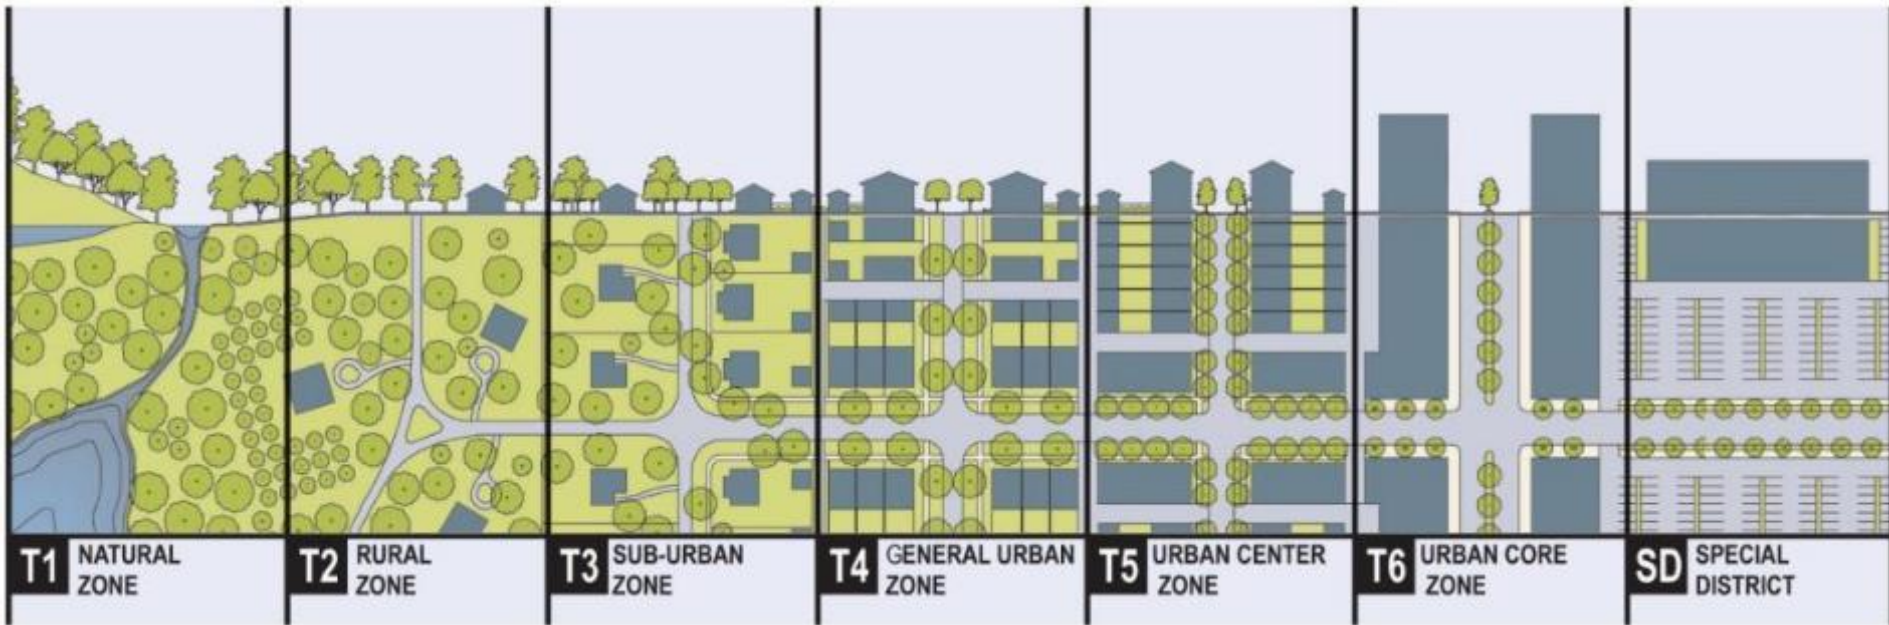 T1 NATURAL
ZONE
T2 RURAL
ZONE
T3 SUB-URBAN
ZONE
T4 GENERAL URBAN
ZONE
T5 URBAN CENTER
ZONE
T6 URBAN CORE
ZONE
SD SPECIAL
DISTRICT